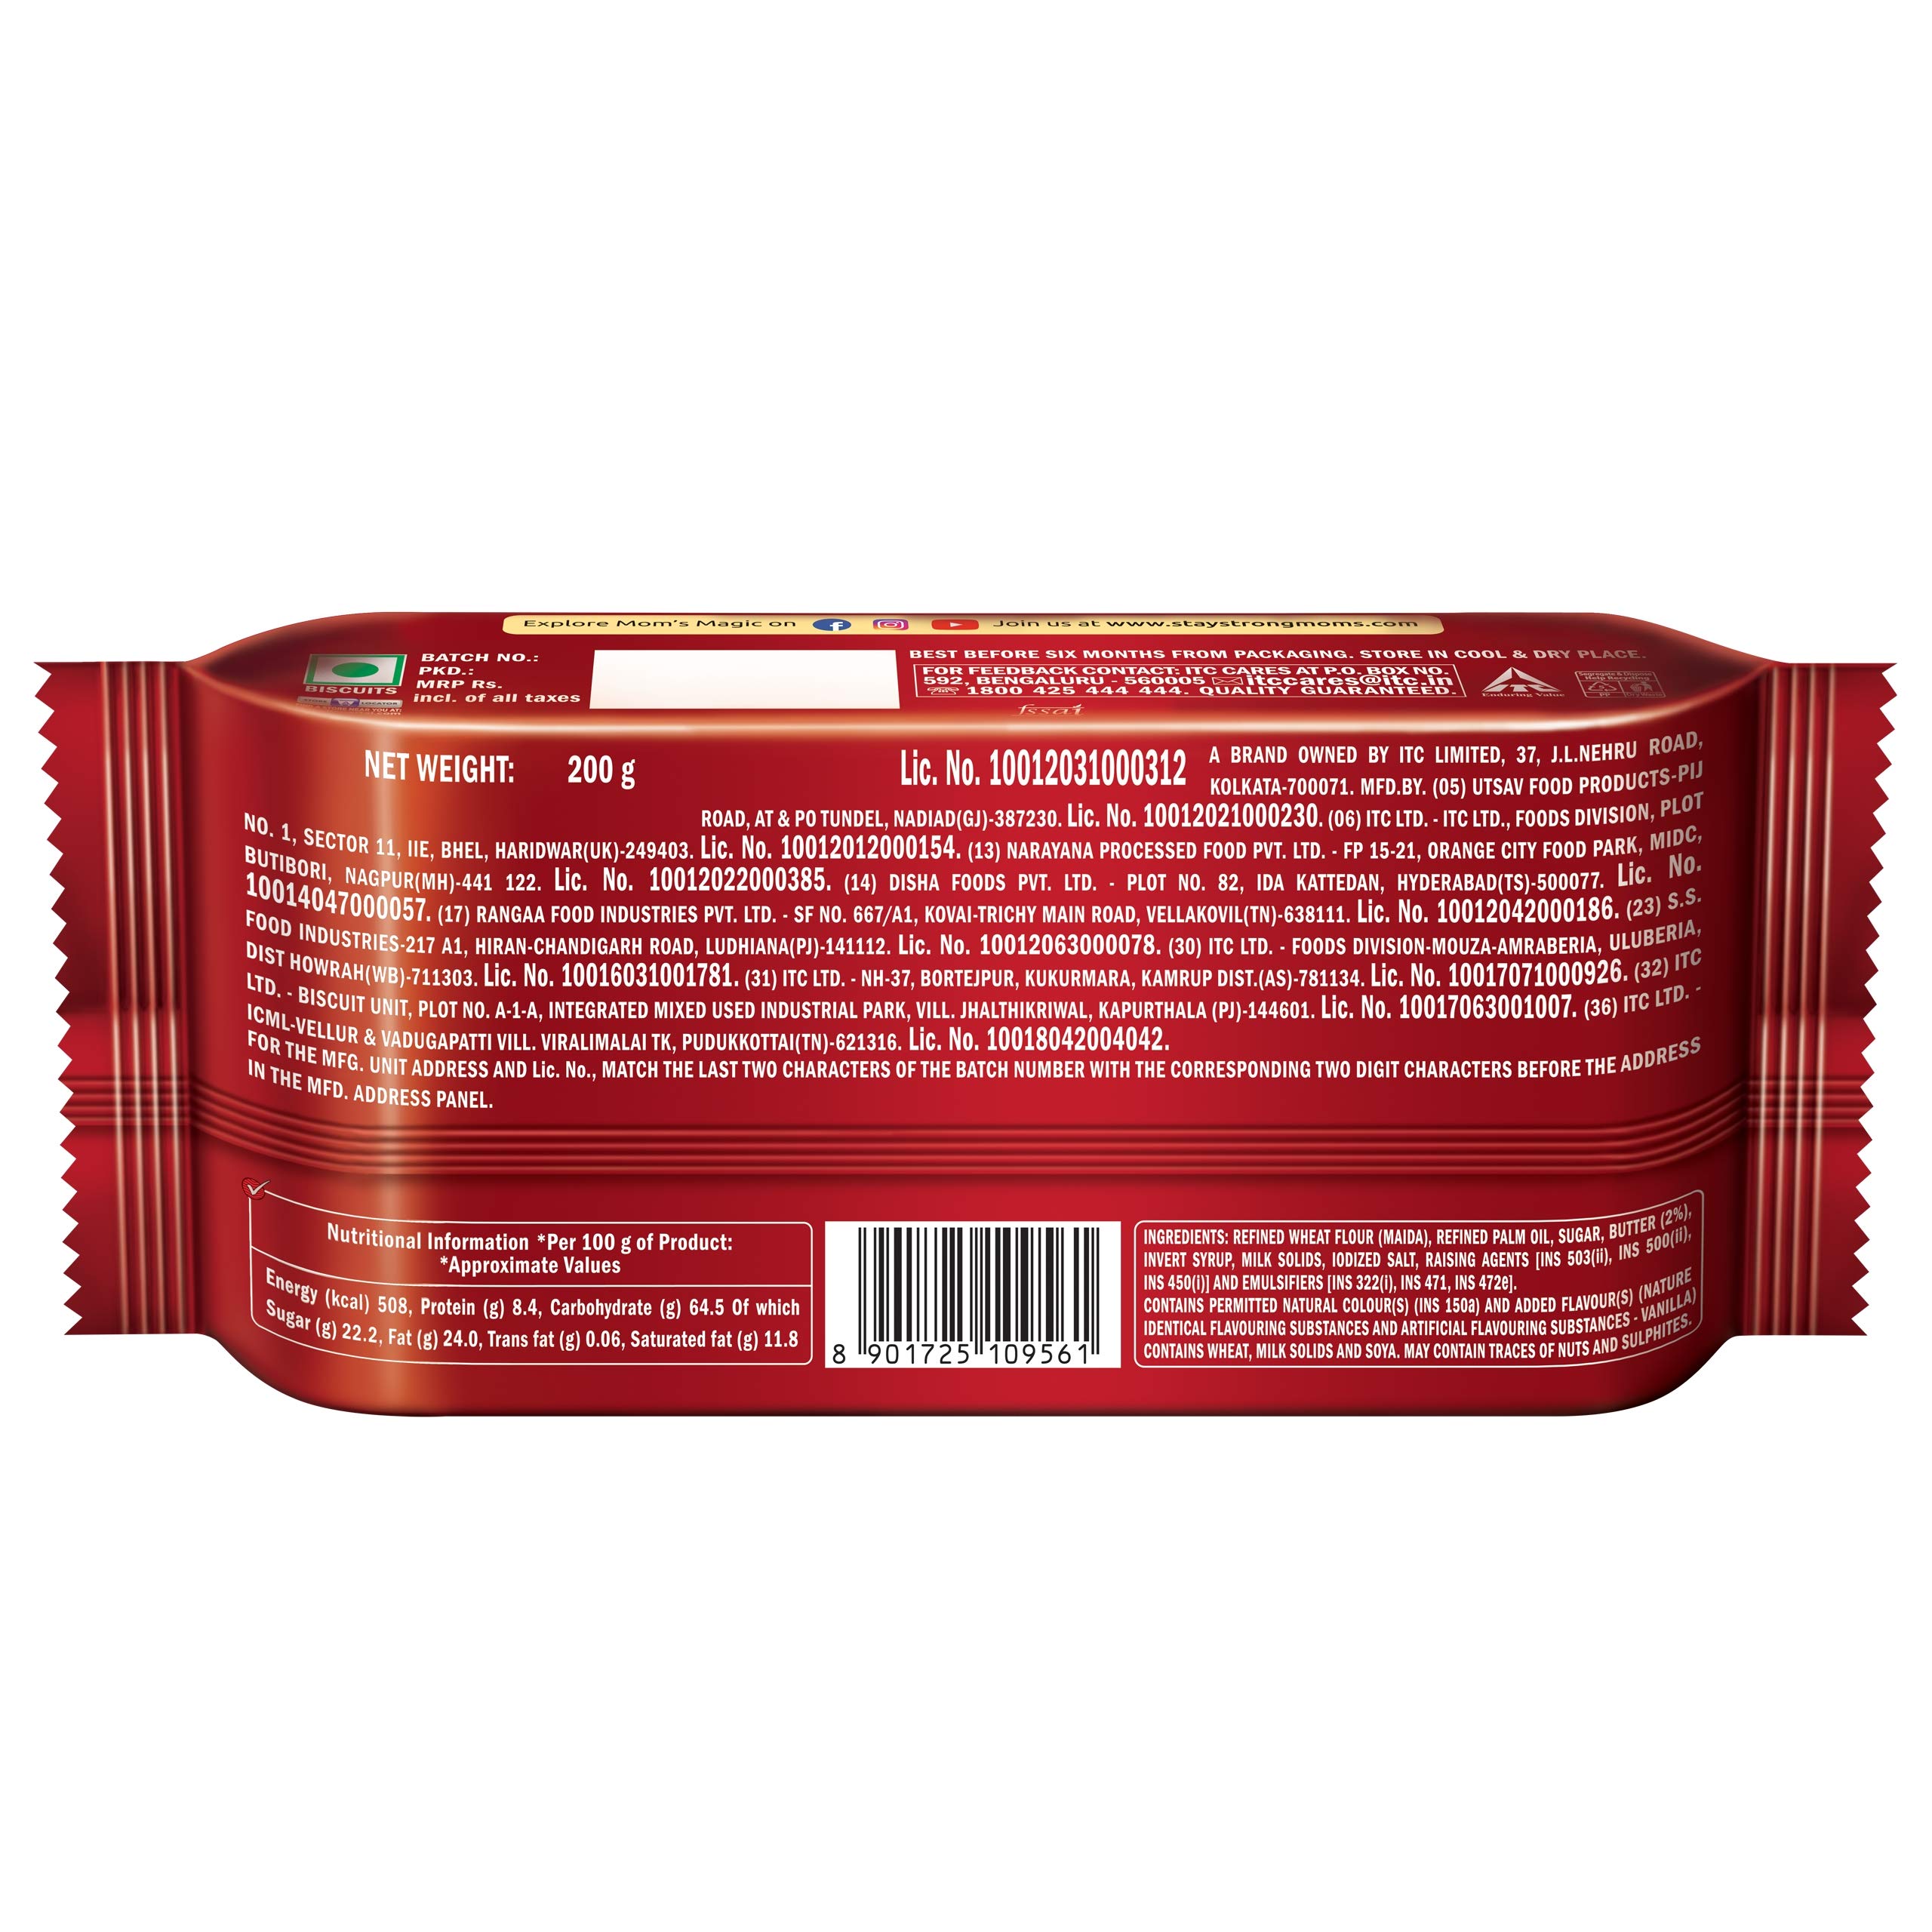 Explore Mom's Magic on
Join us at www.staystrongmoms.com
BISCUITS
LOCATOR
BATCH NO.:
PKD.:
MRP Rs.
incl. of all taxes
BEST BEFORE SIX MONTHS FROM PACKAGING. STORE IN COOL & DRY PLACE.
FOR FEEDBACK CONTACT: ITC CARES AT P.O. BOX NO.
592, BENGALURU - 560005 itccares@itc.in
1800 425 444 444. QUALITY GUARANTEED.
ITC
Enduring Value
Segregate & Dispose
Help Recycling
PP
fssai
NET WEIGHT: 200 g
Lic. No. 10012031000312
A BRAND OWNED BY ITC LIMITED, 37, J.L.NEHRU ROAD,
KOLKATA-700071. MFD.BY. (05) UTSAV FOOD PRODUCTS-PIJ
ROAD, AT & PO TUNDEL, NADIAD(GJ)-387230. Lic. No. 10012021000230. (06) ITC LTD. - ITC LTD., FOODS DIVISION, PLOT
NO. 1, SECTOR 11, IIE, BHEL, HARIDWAR(UK)-249403. Lic. No. 10012012000154. (13) NARAYANA PROCESSED FOOD PVT. LTD. - FP 15-21, ORANGE CITY FOOD PARK, MIDC,
BUTIBORI, NAGPUR(MH)-441 122. Lic. No. 10012022000385. (14) DISHA FOODS PVT. LTD. - PLOT NO. 82, IDA KATTEDAN, HYDERABAD(TS)-500077. Lic. No.
10014047000057. (17) RANGAA FOOD INDUSTRIES PVT. LTD. - SF NO. 667/A1, KOVAI-TRICHY MAIN ROAD, VELLAKOVIL(TN)-638111. Lic. No. 10012042000186. (23) S.S.
FOOD INDUSTRIES-217 A1, HIRAN-CHANDIGARH ROAD, LUDHIANA(PJ)-141112. Lic. No. 10012063000078. (30) ITC LTD. - FOODS DIVISION-MOUZA-AMRABERIA, ULUBERIA,
DIST HOWRAH(WB)-711303. Lic. No. 10016031001781. (31) ITC LTD. - NH-37, BORTEJPUR, KUKURMARA, KAMRUP DIST.(AS)-781134. Lic. No. 10017071000926. (32) ITC
LTD. - BISCUIT UNIT, PLOT NO. A-1-A, INTEGRATED MIXED USED INDUSTRIAL PARK, VILL. JHALTHIKRIWAL, KAPURTHALA (PJ)-144601. Lic. No. 10017063001007. (36) ITC LTD. -
ICML-VELLUR & VADUGAPATTI VILL. VIRALIMALAI TK, PUDUKKOTTAI(TN)-621316. Lic. No. 10018042004042.
FOR THE MFG. UNIT ADDRESS AND Lic. No., MATCH THE LAST TWO CHARACTERS OF THE BATCH NUMBER WITH THE CORRESPONDING TWO DIGIT CHARACTERS BEFORE THE ADDRESS
IN THE MFD. ADDRESS PANEL.
Nutritional Information *Per 100 g of Product:
*Approximate Values
Energy (kcal) 508, Protein (g) 8.4, Carbohydrate (g) 64.5 Of which
Sugar (g) 22.2, Fat (g) 24.0, Trans fat (g) 0.06, Saturated fat (g) 11.8
8 901725 109561
INGREDIENTS: REFINED WHEAT FLOUR (MAIDA), REFINED PALM OIL, SUGAR, BUTTER (2%),
INVERT SYRUP, MILK SOLIDS, IODIZED SALT, RAISING AGENTS [INS 503(ii), INS 500(ii),
INS 450(i)] AND EMULSIFIERS [INS 322(i), INS 471, INS 472e].
CONTAINS PERMITTED NATURAL COLOUR(S) (INS 150a) AND ADDED FLAVOUR(S) (NATURE
IDENTICAL FLAVOURING SUBSTANCES AND ARTIFICIAL FLAVOURING SUBSTANCES - VANILLA)
CONTAINS WHEAT, MILK SOLIDS AND SOYA. MAY CONTAIN TRACES OF NUTS AND SULPHITES.